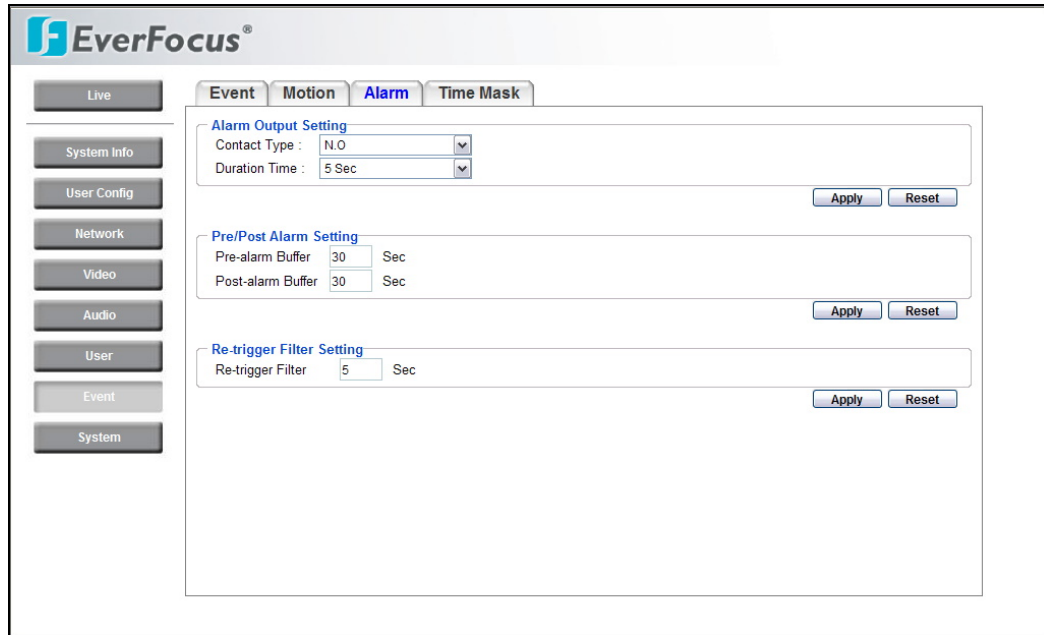 EverFocus®
Live
System Info
User Config
Network
Video
Audio
User
Event
System
Event Motion Alarm Time Mask
Alarm Output Setting
Contact Type : N.O
Duration Time : 5 Sec
Apply Reset
Pre/Post Alarm Setting
Pre-alarm Buffer 30 Sec
Post-alarm Buffer 30 Sec
Apply Reset
Re-trigger Filter Setting
Re-trigger Filter 5 Sec
Apply Reset